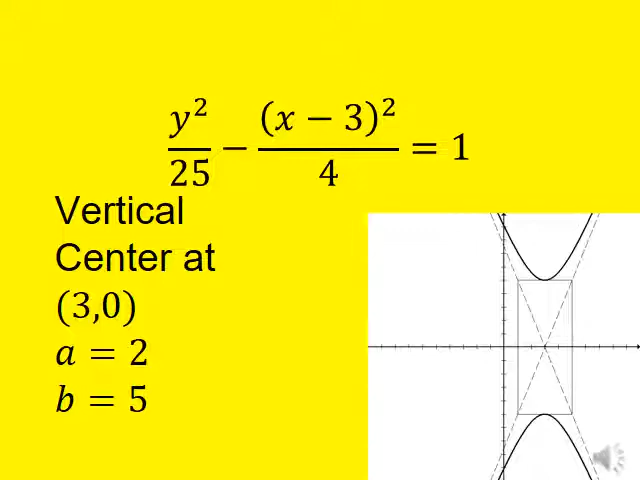 y²/25 − (x − 3)²/4 = 1
Vertical
Center at
(3,0)
a = 2
b = 5